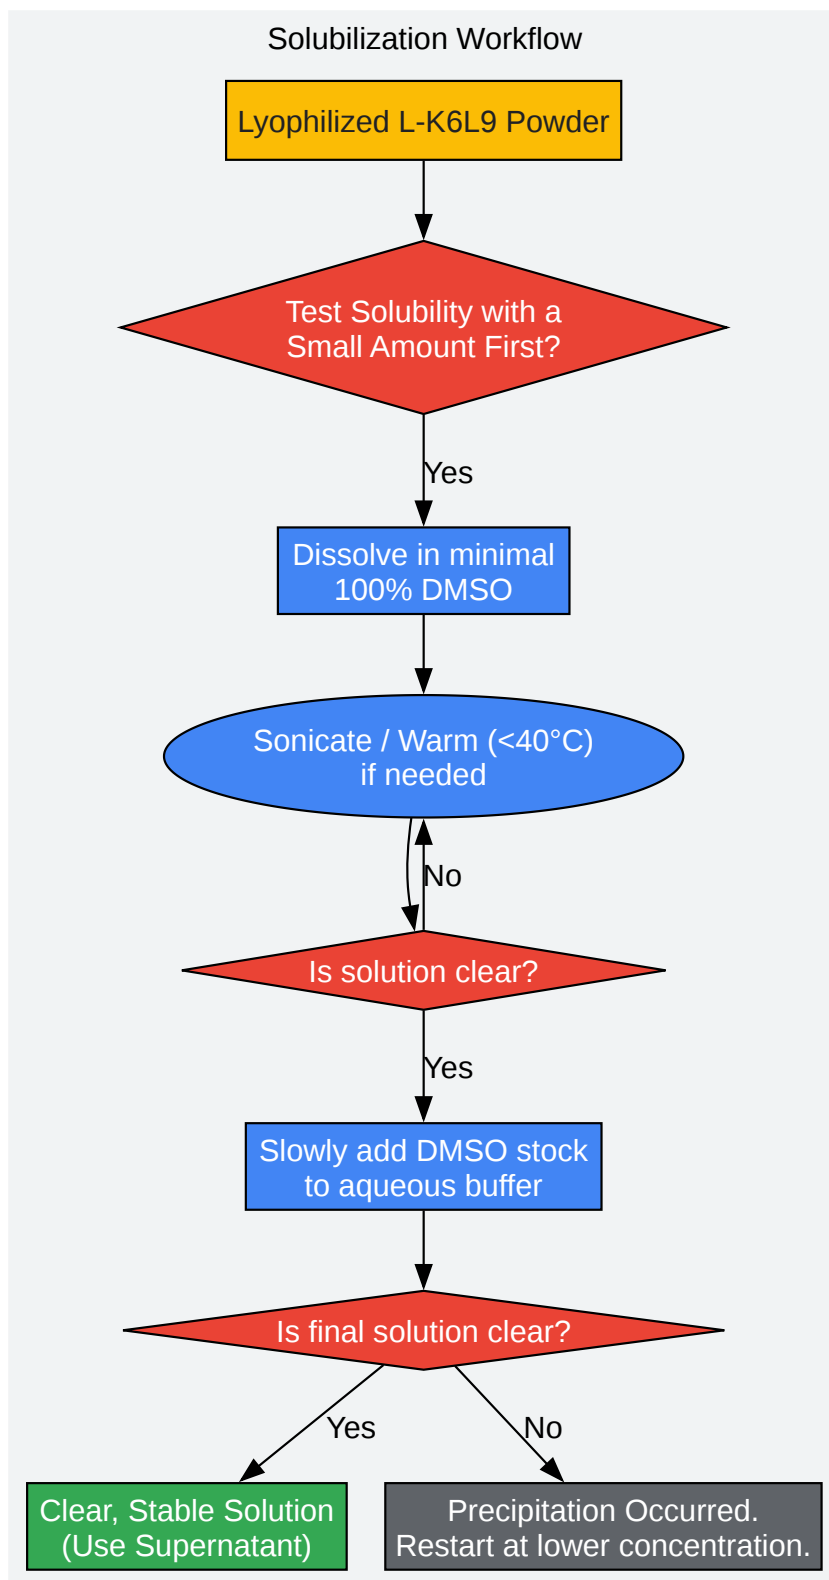 Solubilization Workflow
Lyophilized L-K6L9 Powder
Test Solubility with a
Small Amount First?
Yes
Dissolve in minimal
100% DMSO
Sonicate / Warm (<40°C)
if needed
No
Is solution clear?
Yes
Slowly add DMSO stock
to aqueous buffer
Is final solution clear?
Yes
No
Clear, Stable Solution
(Use Supernatant)
Precipitation Occurred.
Restart at lower concentration.